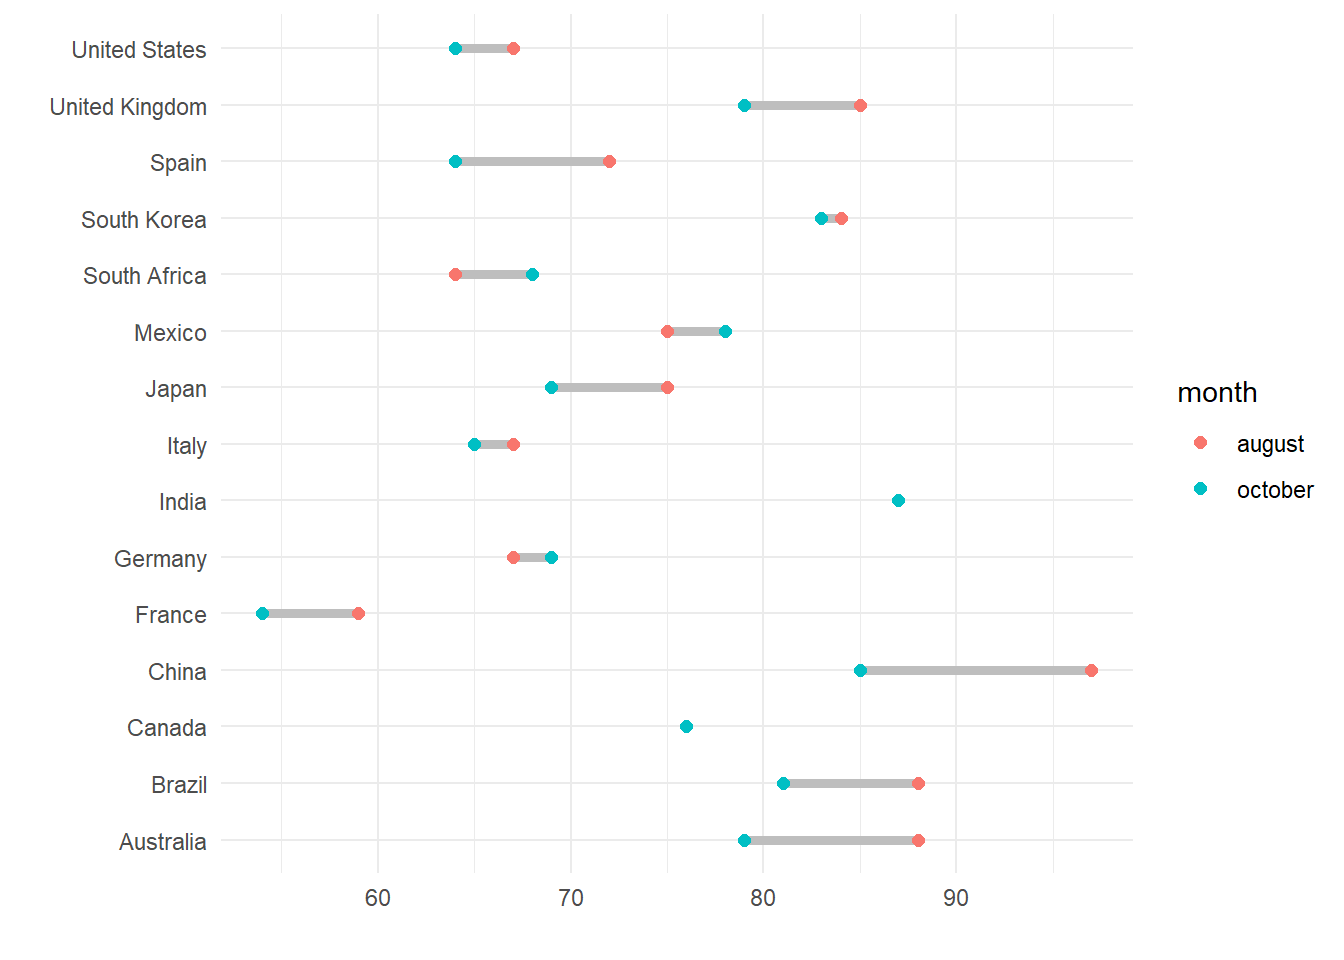 United States
United Kingdom
Spain
South Korea
South Africa
Mexico
Japan
Italy
India
Germany
France
China
Canada
Brazil
Australia
60 70 80 90
month
august
october